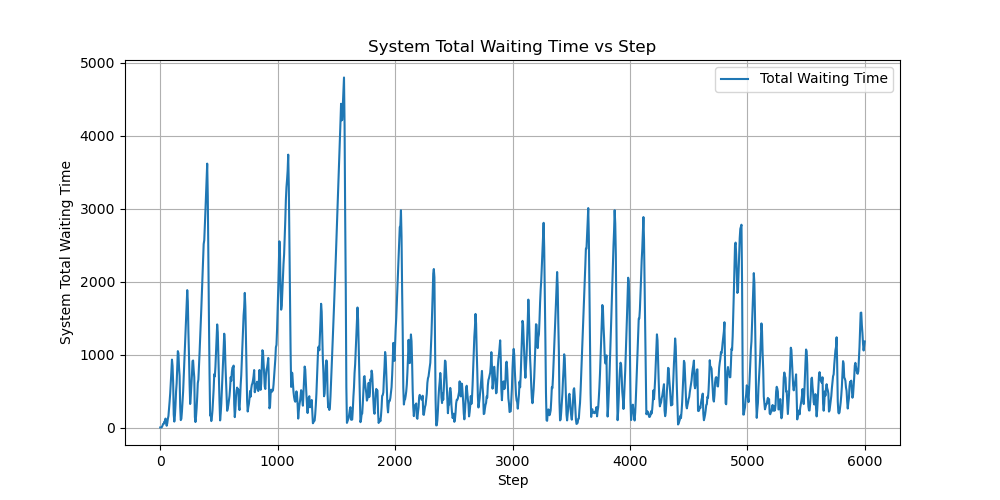 System Total Waiting Time vs Step
Total Waiting Time
System Total Waiting Time
5000
4000
3000
2000
1000
0
0 1000 2000 3000 4000 5000 6000
Step